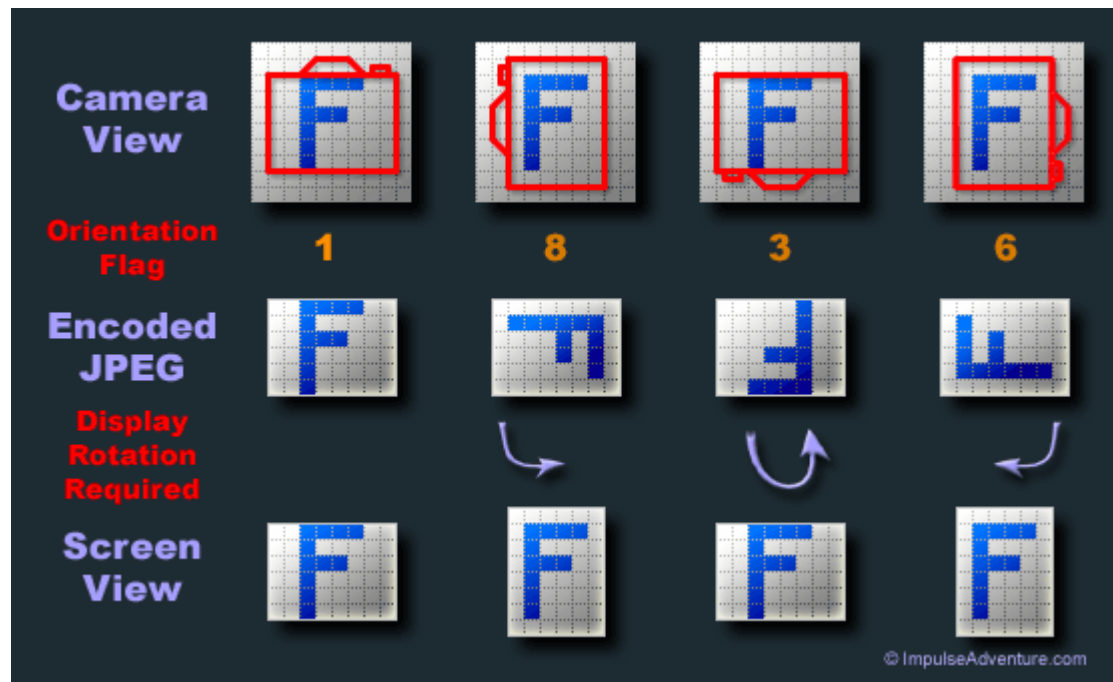 Camera
View
Orientation
Flag
1 8 3 6
Encoded
JPEG
Display
Rotation
Required
Screen
View
F F F F
F F F F
F F F F
© ImpulseAdventure.com